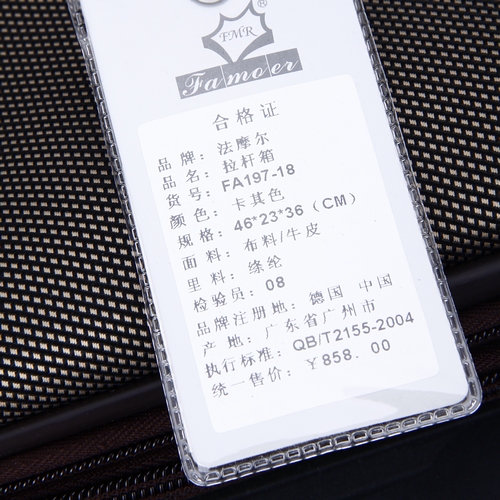 ®
FMR
Famoer
合格证
品牌：法摩尔
品名：拉杆箱
货号：FA197-18
颜色：卡其色
规格：46*23*36（CM）
面料：布料/牛皮
里料：绦纶
检验员：08
品牌注册地：德国 中国
产地：广东省广州市
执行标准：QB/T2155-2004
统一售价：￥858.00